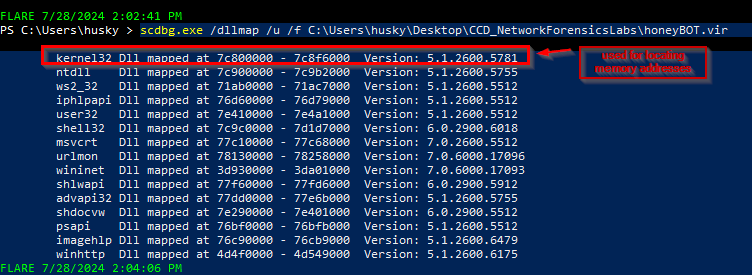 FLARE 7/28/2024 2:02:41 PM
PS C:\Users\husky > scdbg.exe /dllmap /u /f C:\Users\husky\Desktop\CCD_NetworkForensicsLabs\honeyBOT.vir
kernel32 Dll mapped at 7c800000 - 7c8f6000 Version: 5.1.2600.5781
used for locating
memory addresses
ntdll Dll mapped at 7c900000 - 7c9b2000 Version: 5.1.2600.5755
ws2_32 Dll mapped at 71ab0000 - 71ac7000 Version: 5.1.2600.5512
iphlpapi Dll mapped at 76d60000 - 76d79000 Version: 5.1.2600.5512
user32 Dll mapped at 7e410000 - 7e4a1000 Version: 5.1.2600.5512
shell32 Dll mapped at 7c9c0000 - 7d1d7000 Version: 6.0.2900.6018
msvcrt Dll mapped at 77c10000 - 77c68000 Version: 7.0.2600.5512
urlmon Dll mapped at 78130000 - 78258000 Version: 7.0.6000.17096
wininet Dll mapped at 3d930000 - 3da01000 Version: 7.0.6000.17093
shlwapi Dll mapped at 77f60000 - 77fd6000 Version: 6.0.2900.5912
advapi32 Dll mapped at 77dd0000 - 77e6b000 Version: 5.1.2600.5755
shdocvw Dll mapped at 7e290000 - 7e401000 Version: 6.0.2900.5512
psapi Dll mapped at 76bf0000 - 76bfb000 Version: 5.1.2600.5512
imagehlp Dll mapped at 76c90000 - 76cb9000 Version: 5.1.2600.6479
winhttp Dll mapped at 4d4f0000 - 4d549000 Version: 5.1.2600.6175
FLARE 7/28/2024 2:04:06 PM